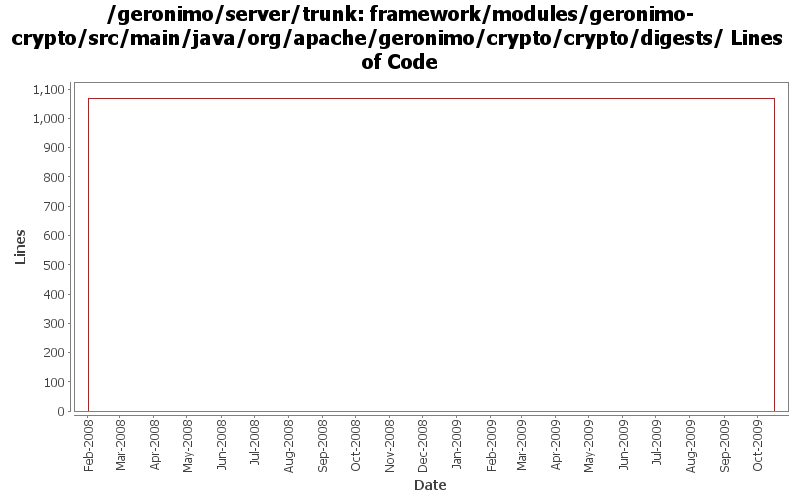 /geronimo/server/trunk: framework/modules/geronimo-
crypto/src/main/java/org/apache/geronimo/crypto/crypto/digests/ Lines
of Code
1,100
1,000
900
800
700
600
500
400
300
200
100
0
Lines
Feb-2008
Mar-2008
Apr-2008
May-2008
Jun-2008
Jul-2008
Aug-2008
Sep-2008
Oct-2008
Nov-2008
Dec-2008
Jan-2009
Feb-2009
Mar-2009
Apr-2009
May-2009
Jun-2009
Jul-2009
Aug-2009
Sep-2009
Oct-2009
Date